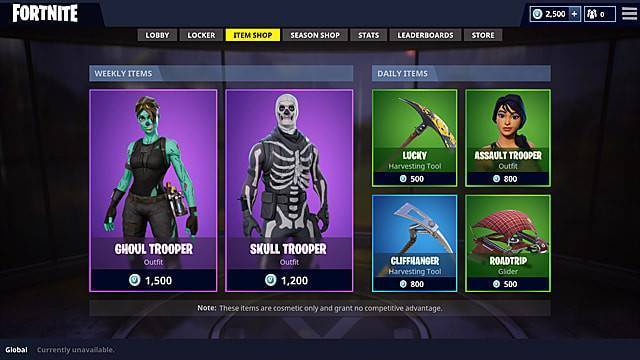 FORTNITE
2,500 + 0
LOBBY LOCKER ITEM SHOP SEASON SHOP STATS LEADERBOARDS STORE
WEEKLY ITEMS
DAILY ITEMS
GHOUL TROOPER
Outfit
1,500
SKULL TROOPER
Outfit
1,200
LUCKY
Harvesting Tool
500
ASSAULT TROOPER
Outfit
800
CLIFFHANGER
Harvesting Tool
800
ROADTRIP
Glider
500
Note: These items are cosmetic only and grant no competitive advantage.
Global Currently unavailable.